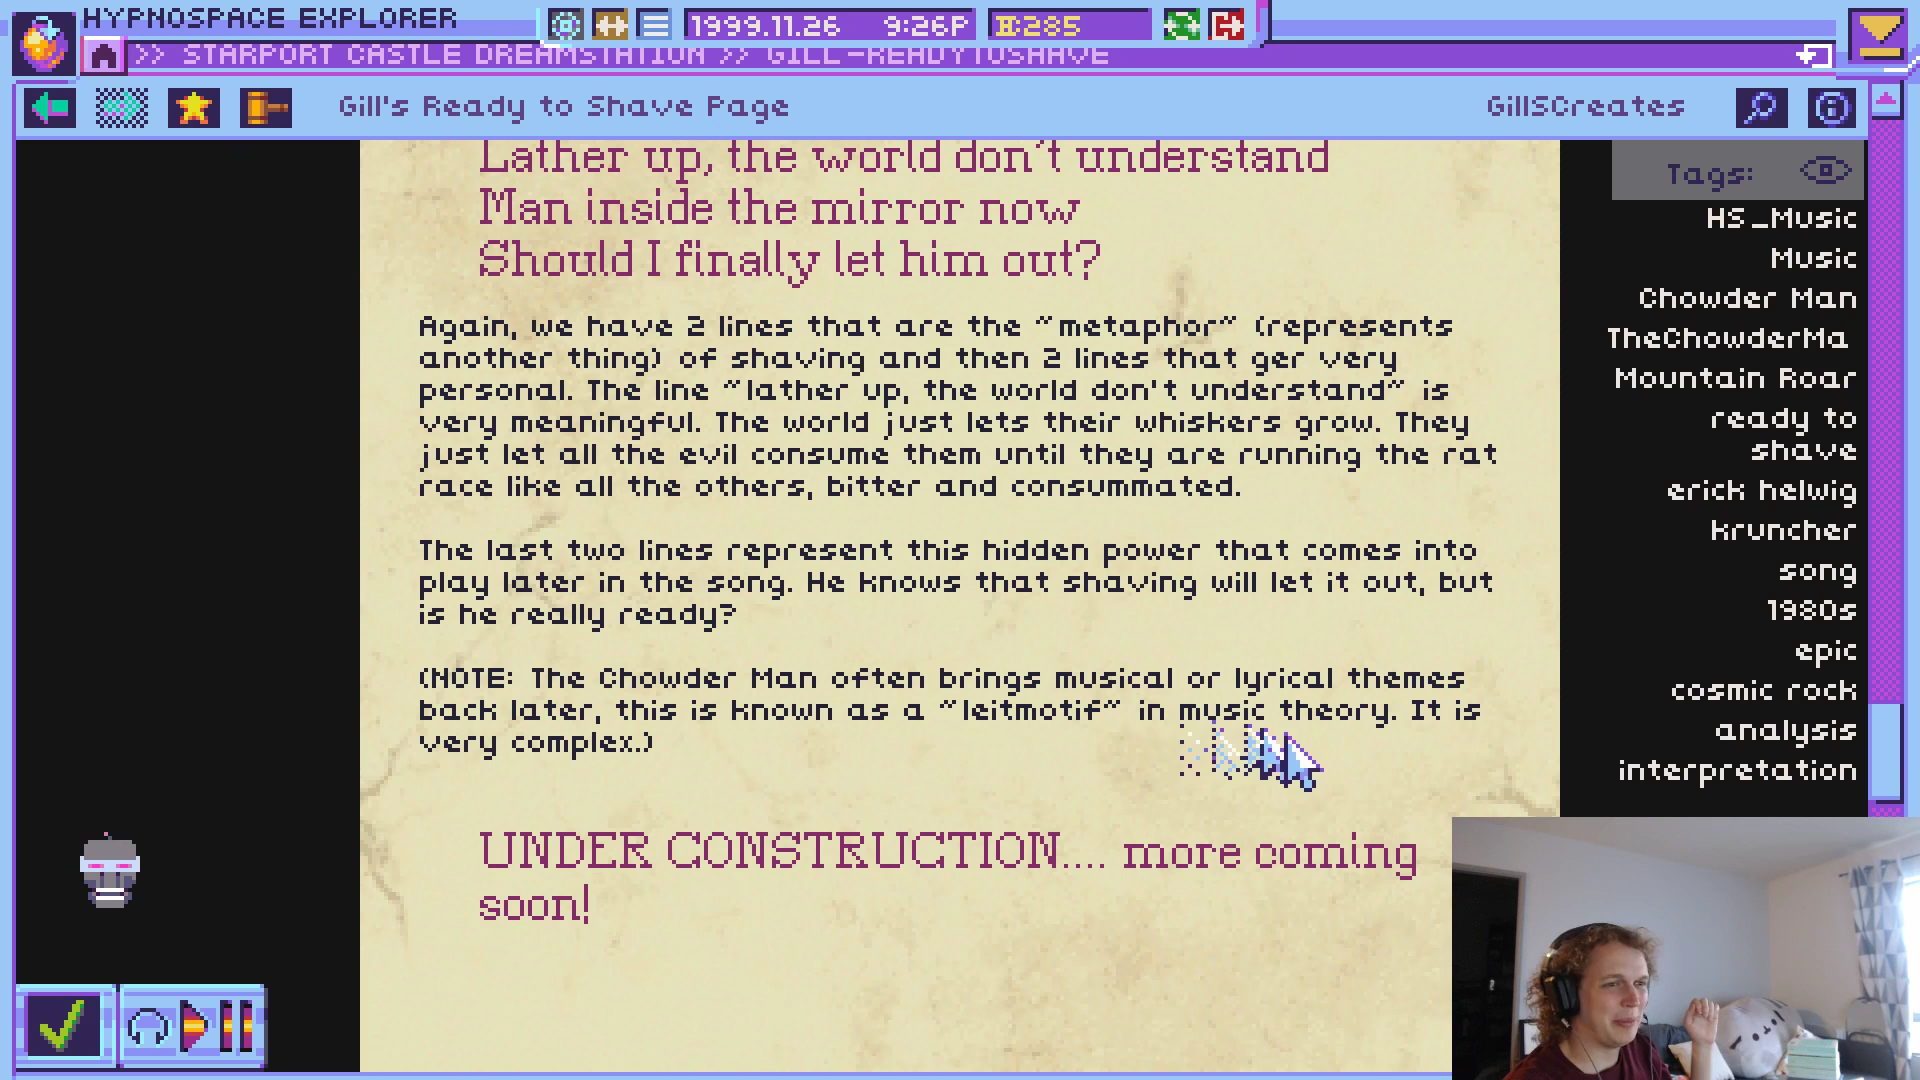 HYPNOSPACE EXPLORER
1999.11.26 9:26P
285
>> STARPORT CASTLE DREAMSTATION >> GILL-READYTOSHAVE
Gill's Ready to Shave Page
GillSCreates
Lather up, the world don't understand
Man inside the mirror now
Should I finally let him out?
Again, we have 2 lines that are the "metaphor" (represents
another thing) of shaving and then 2 lines that ger very
personal. The line "lather up, the world don't understand" is
very meaningful. The world just lets their whiskers grow. They
just let all the evil consume them until they are running the rat
race like all the others, bitter and consummated.
The last two lines represent this hidden power that comes into
play later in the song. He knows that shaving will let it out, but
is he really ready?
(NOTE: The Chowder Man often brings musical or lyrical themes
back later, this is known as a "leitmotif" in music theory. It is
very complex.)
UNDER CONSTRUCTION.... more coming
soon!
Tags:
HS_Music
Music
Chowder Man
TheChowderMa
Mountain Roar
ready to
shave
erick helwig
kruncher
song
1980s
epic
cosmic rock
analysis
interpretation